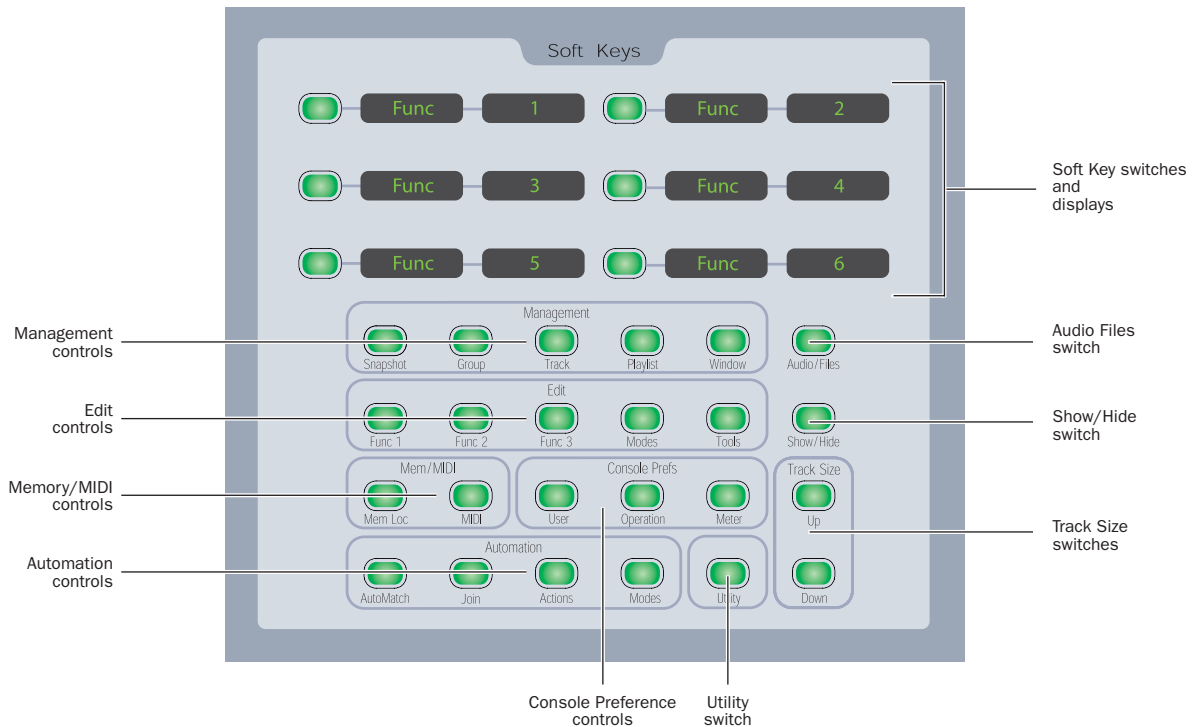 Soft Keys
Func 1 Func 2
Func 3 Func 4
Func 5 Func 6
Soft Key switches
and
displays
Management
Snapshot Group Track Playlist Window Audio/Files
Management
controls
Audio Files
switch
Edit
Func 1 Func 2 Func 3 Modes Tools Show/Hide
Edit
controls
Show/Hide
switch
Mem/MIDI Console Prefs Track Size
Mem Loc MIDI User Operation Meter Up
Memory/MIDI
controls
Track Size
switches
Automation
AutoMatch Join Actions Modes Utility Down
Automation
controls
Console Preference
controls
Utility
switch